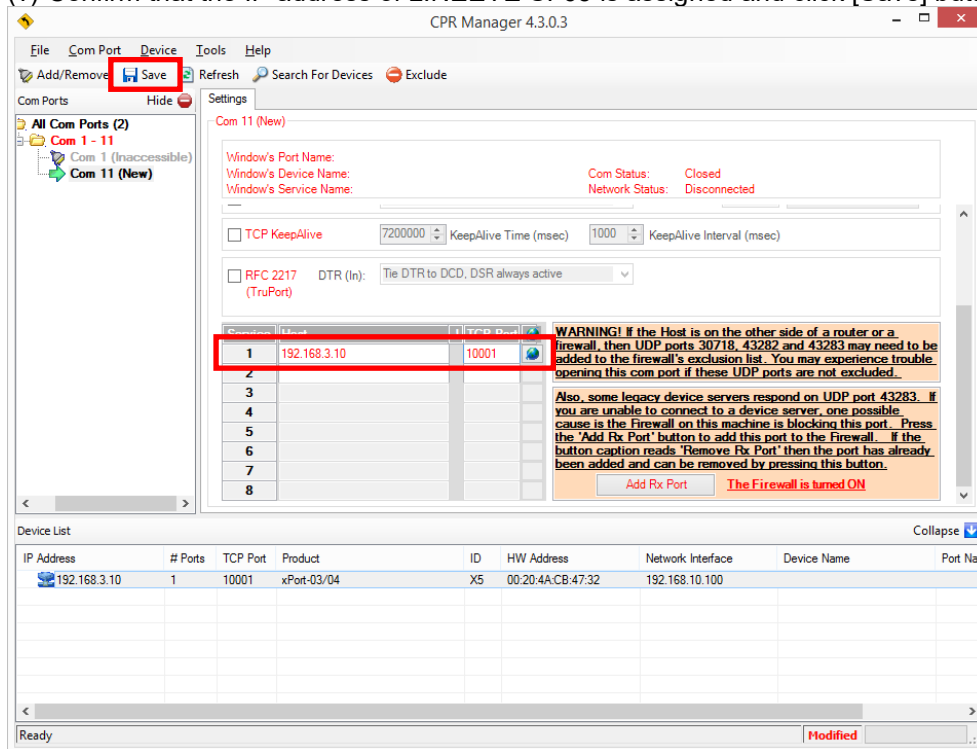 CPR Manager 4.3.0.3
File Com Port Device Tools Help
Add/Remove Save Refresh Search For Devices Exclude
Com Ports Hide Settings
All Com Ports (2)
Com 1 - 11
Com 1 (Inaccessible)
Com 11 (New)
Com 11 (New)
Window's Port Name:
Window's Device Name: Com Status: Closed
Window's Service Name: Network Status: Disconnected
TCP KeepAlive 7200000 KeepAlive Time (msec) 1000 KeepAlive Interval (msec)
RFC 2217 DTR (In): Tie DTR to DCD, DSR always active
(TruPort)
Service Host TCP Port
1 192.168.3.10 10001
2
3
4
5
6
7
8
WARNING! If the Host is on the other side of a router or a
firewall, then UDP ports 30718, 43282 and 43283 may need to be
added to the firewall's exclusion list. You may experience trouble
opening this com port if these UDP ports are not excluded.
Also, some legacy device servers respond on UDP port 43283. If
you are unable to connect to a device server, one possible
cause is the Firewall on this machine is blocking this port. Press
the 'Add Rx Port' button to add this port to the Firewall. If the
button caption reads 'Remove Rx Port' then the port has already
been added and can be removed by pressing this button.
Add Rx Port The Firewall is turned ON
Device List Collapse
IP Address # Ports TCP Port Product ID HW Address Network Interface Device Name Port Na
192.168.3.10 1 10001 xPort-03/04 X5 00:20:4A:CB:47:32 192.168.10.100
Ready Modified